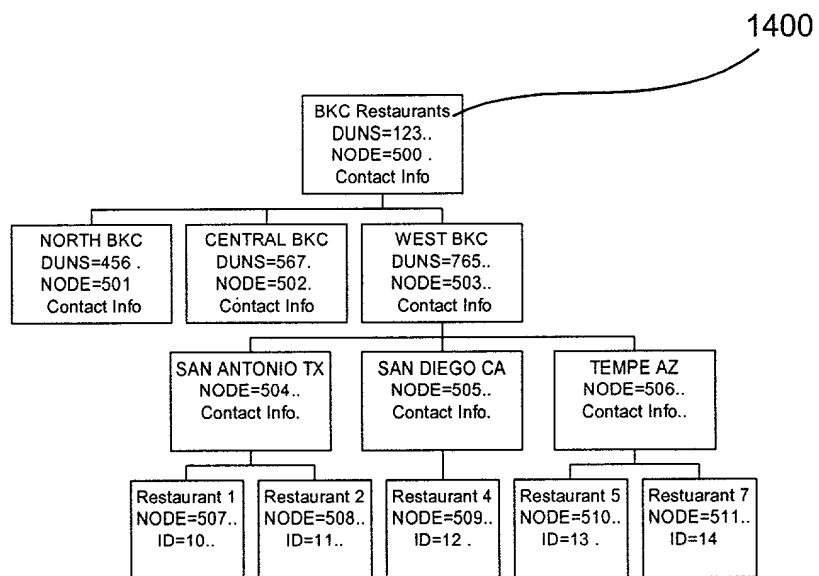 1400
BKC Restaurants
DUNS=123..
NODE=500 .
Contact Info
NORTH BKC
DUNS=456 .
NODE=501
Contact Info
CENTRAL BKC
DUNS=567.
NODE=502.
Contact Info
WEST BKC
DUNS=765..
NODE=503..
Contact Info
SAN ANTONIO TX
NODE=504..
Contact Info.
SAN DIEGO CA
NODE=505..
Contact Info.
TEMPE AZ
NODE=506..
Contact Info..
Restaurant 1
NODE=507..
ID=10..
Restaurant 2
NODE=508..
ID=11..
Restaurant 4
NODE=509..
ID=12 .
Restaurant 5
NODE=510..
ID=13 .
Restuarant 7
NODE=511..
ID=14